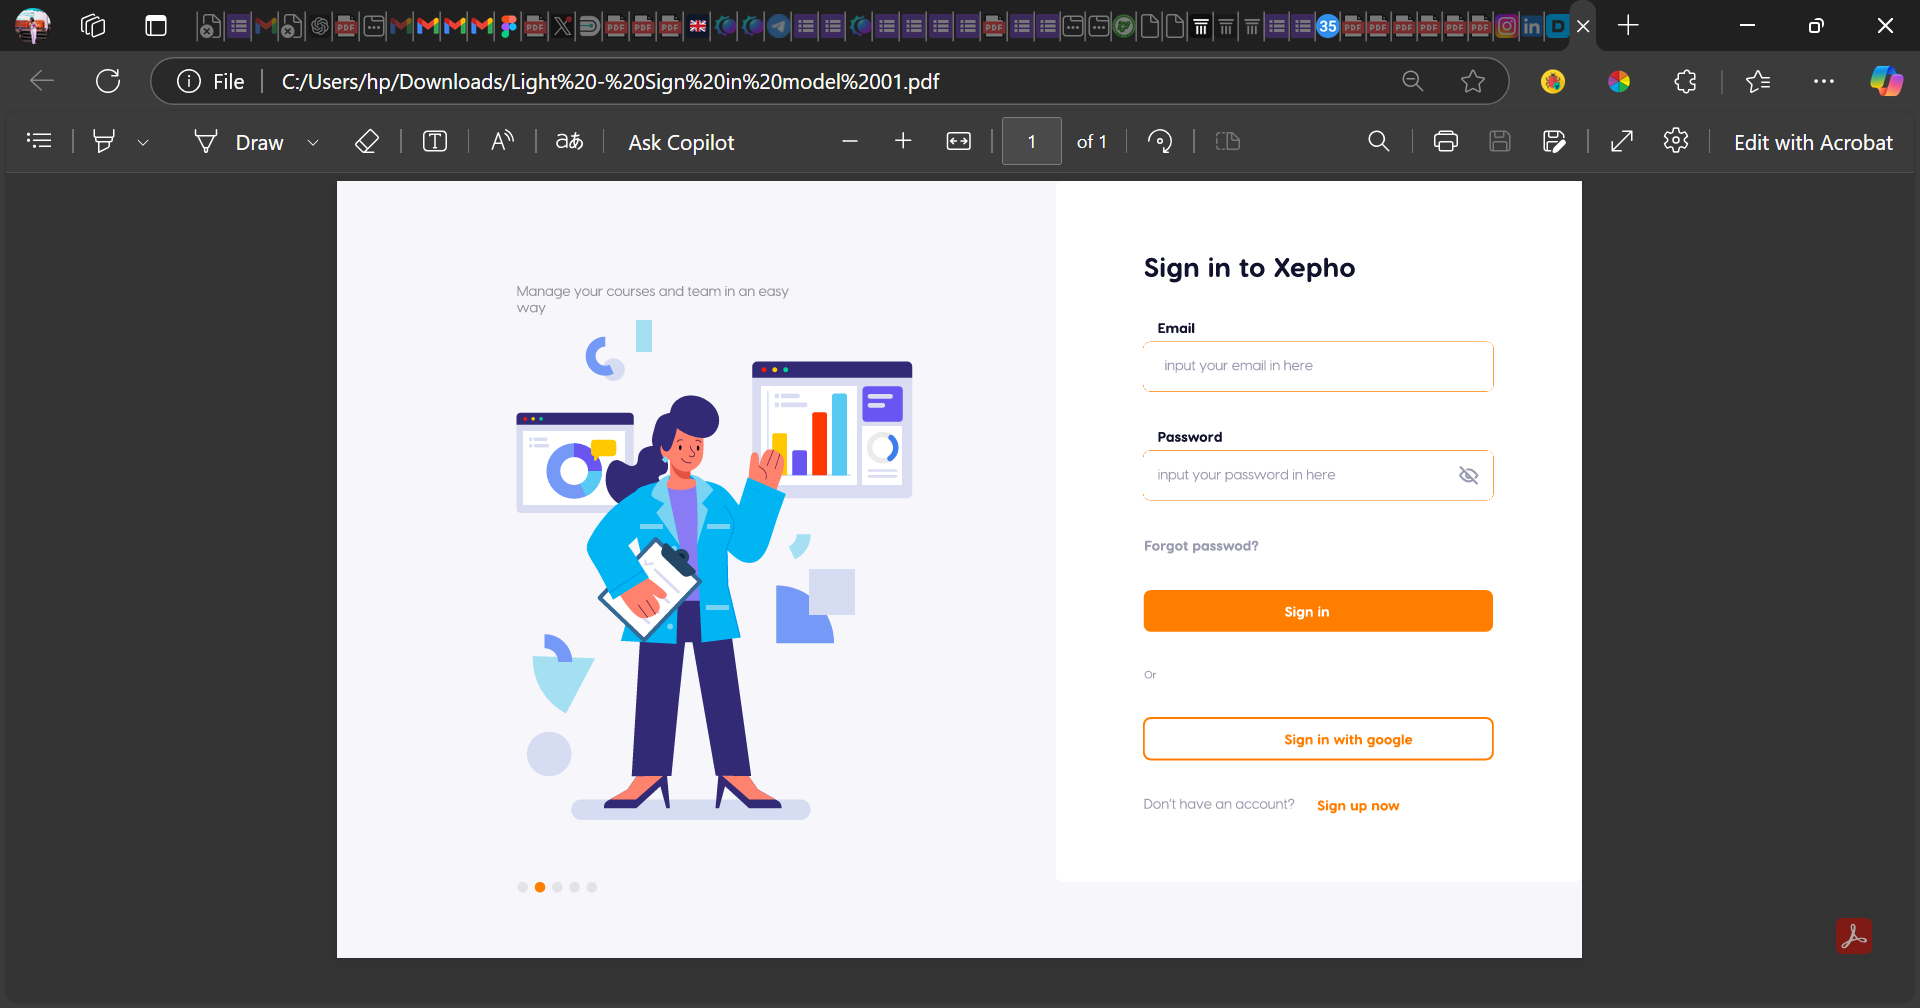 35
File
C:/Users/hp/Downloads/Light%20-%20Sign%20in%20model%2001.pdf
Draw
Ask Copilot
1
of 1
Edit with Acrobat
Manage your courses and team in an easy
way
Sign in to Xepho
Email
input your email in here
Password
input your password in here
Forgot passwod?
Sign in
Or
Sign in with google
Don't have an account? Sign up now